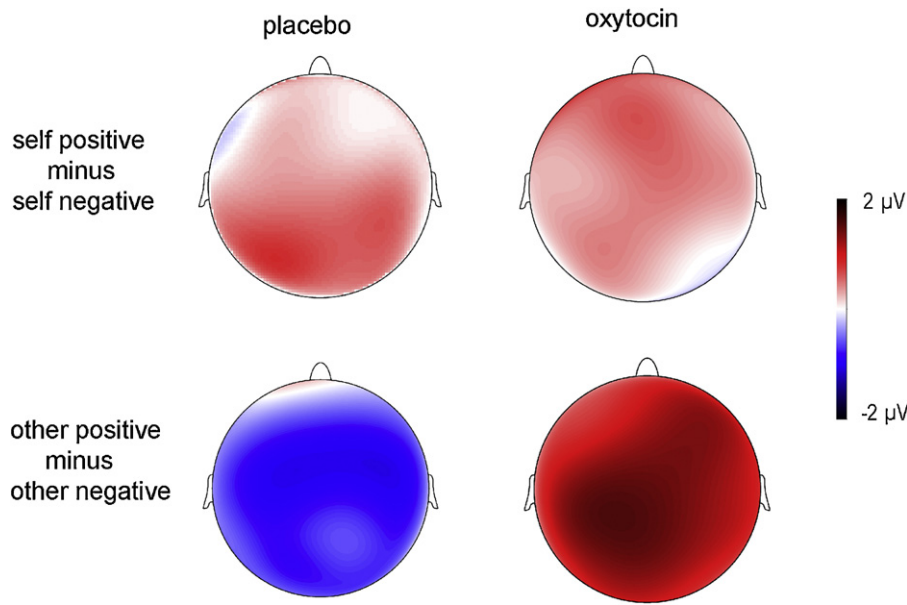 placebo
oxytocin
self positive
minus
self negative
2 µV
-2 µV
other positive
minus
other negative